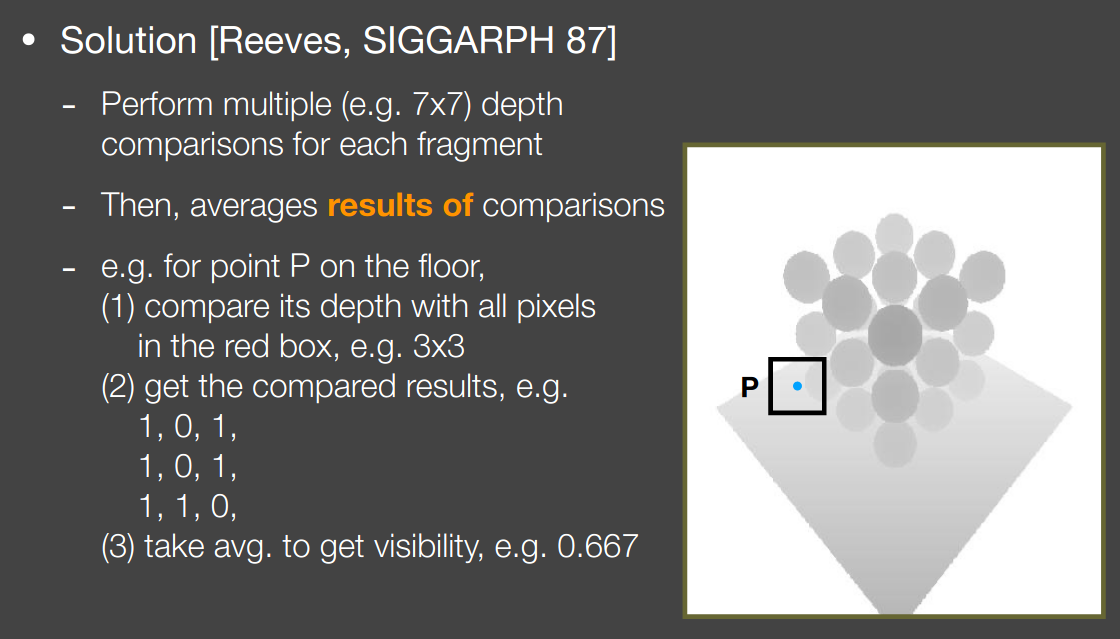 • Solution [Reeves, SIGGARPH 87]
- Perform multiple (e.g. 7x7) depth
comparisons for each fragment
- Then, averages results of comparisons
- e.g. for point P on the floor,
(1) compare its depth with all pixels
in the red box, e.g. 3x3
(2) get the compared results, e.g.
1, 0, 1,
1, 0, 1,
1, 1, 0,
(3) take avg. to get visibility, e.g. 0.667
P